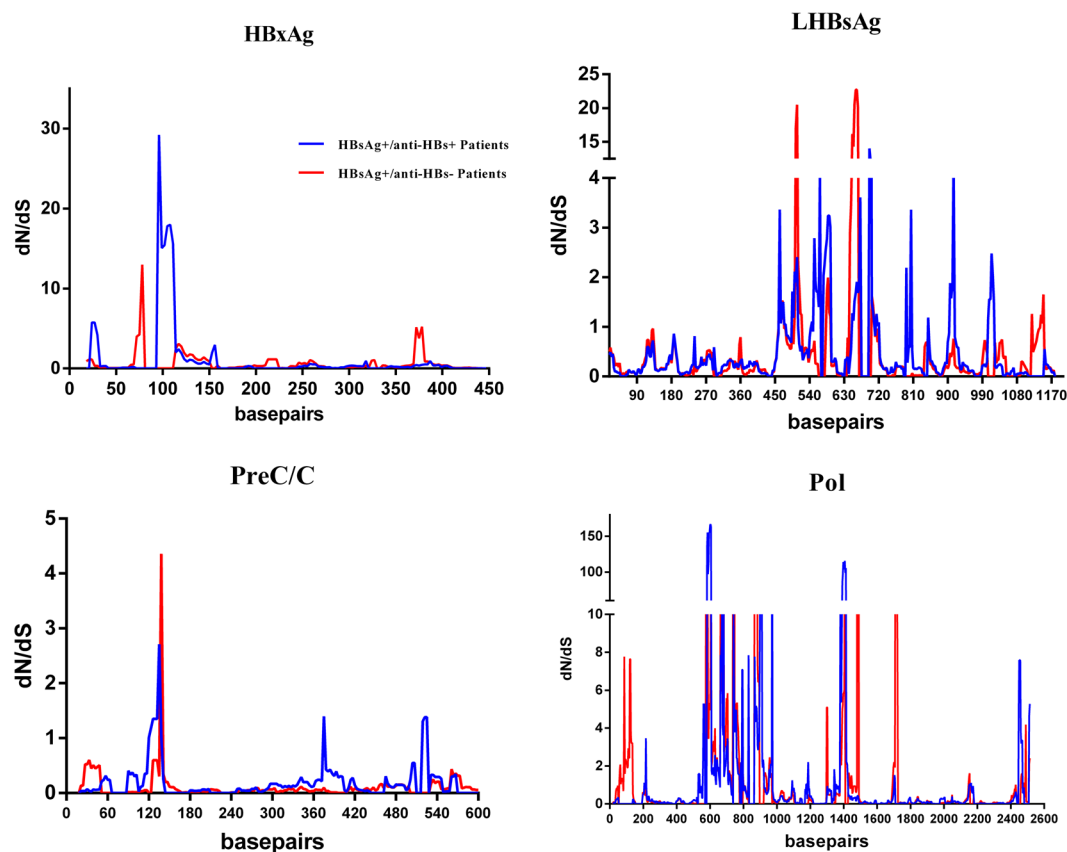 HBxAg
30
20
10
0
dN/dS
HBsAg+/anti-HBs+ Patients
HBsAg+/anti-HBs- Patients
0 50 100 150 200 250 300 350 400 450
basepairs
LHBsAg
25
20
15
4
3
2
1
0
dN/dS
90 180 270 360 450 540 630 720 810 900 990 1080 1170
basepairs
PreC/C
5
4
3
2
1
0
dN/dS
0 60 120 180 240 300 360 420 480 540 600
basepairs
Pol
150
100
10
8
6
4
2
0
dN/dS
0 200 400 600 800 1000 1200 1400 1600 1800 2000 2200 2400 2600
basepairs